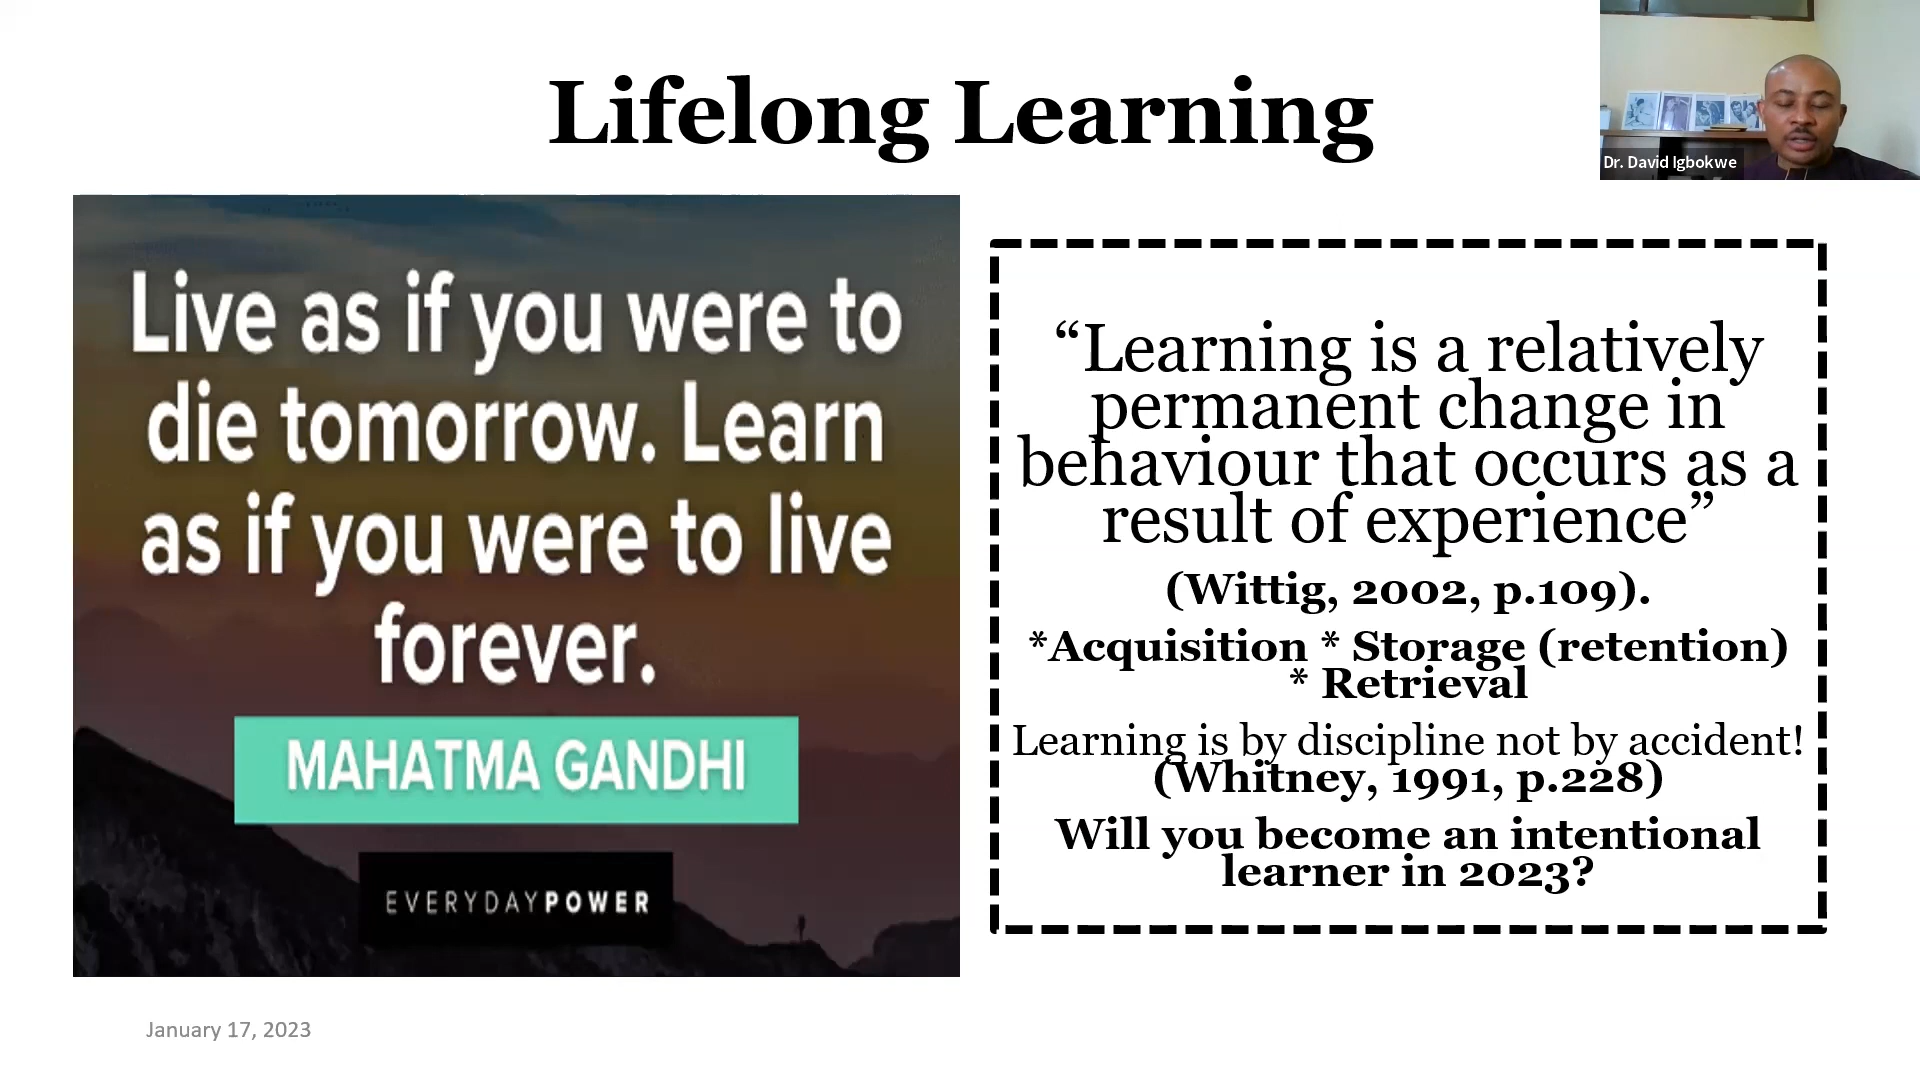 Lifelong Learning
Dr. David Igbokwe
Live as if you were to
die tomorrow. Learn
as if you were to live
forever.
MAHATMA GANDHI
EVERYDAYPOWER
“Learning is a relatively
permanent change in
behaviour that occurs as a
result of experience”
(Wittig, 2002, p.109).
*Acquisition * Storage (retention)
* Retrieval
Learning is by discipline not by accident!
(Whitney, 1991, p.228)
Will you become an intentional
learner in 2023?
January 17, 2023